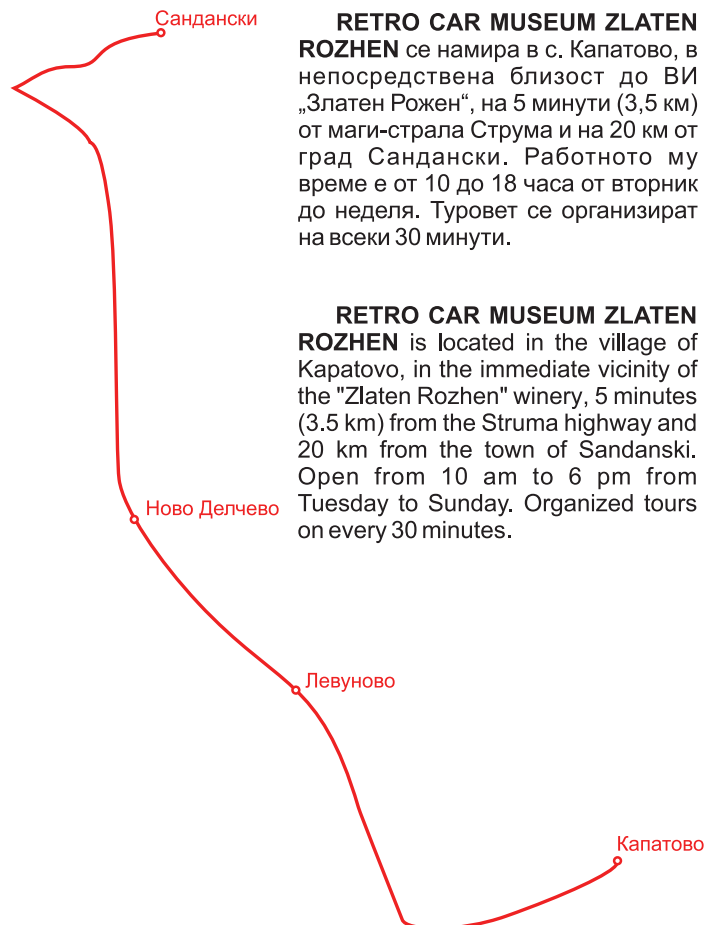 Сандански
RETRO CAR MUSEUM ZLATEN
ROZHEN се намира в с. Капатово, в
непосредствена близост до ВИ
„Златен Рожен“, на 5 минути (3,5 км)
от маги-страла Струма и на 20 км от
град Сандански. Работното му
време е от 10 до 18 часа от вторник
до неделя. Туровет се организират
на всеки 30 минути.
RETRO CAR MUSEUM ZLATEN
ROZHEN is located in the village of
Kapatovo, in the immediate vicinity of
the "Zlaten Rozhen" winery, 5 minutes
(3.5 km) from the Struma highway and
20 km from the town of Sandanski.
Open from 10 am to 6 pm from
Tuesday to Sunday. Organized tours
on every 30 minutes.
Ново Делчево
Левуново
Капатово